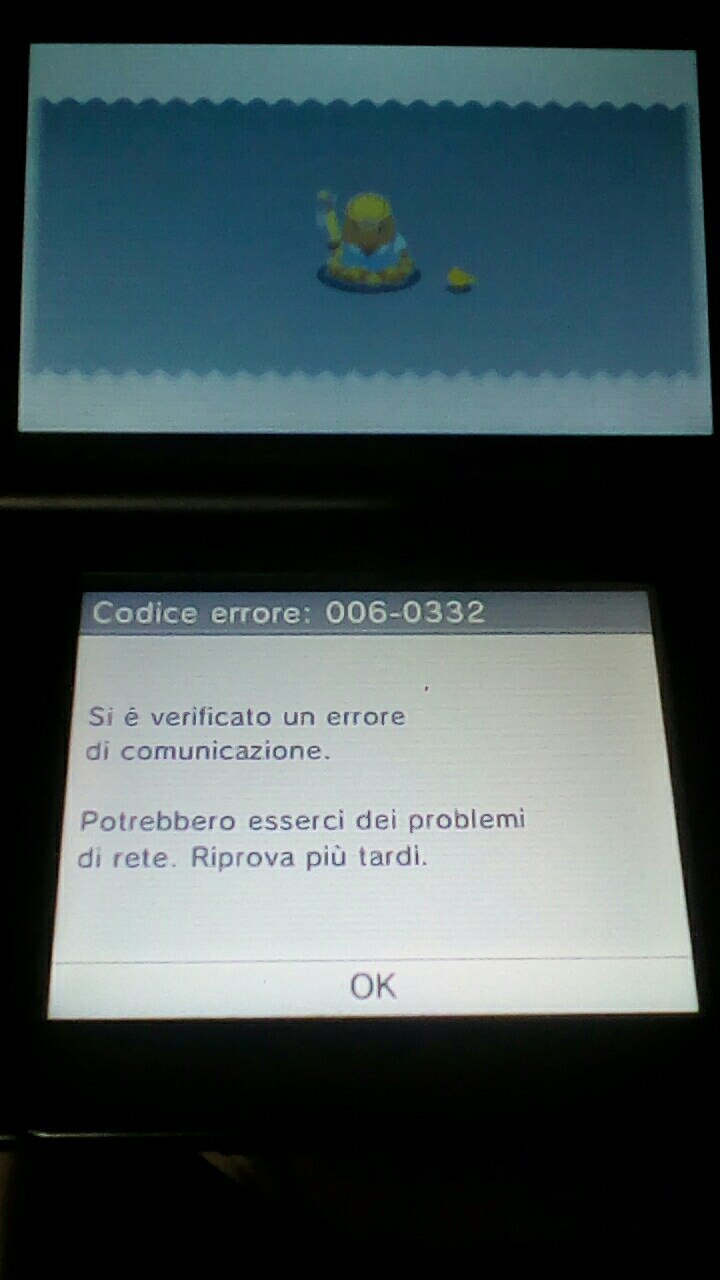 Codice errore: 006-0332
Si é verificato un errore
di comunicazione.
Potrebbero esserci dei problemi
di rete. Riprova più tardi.
OK